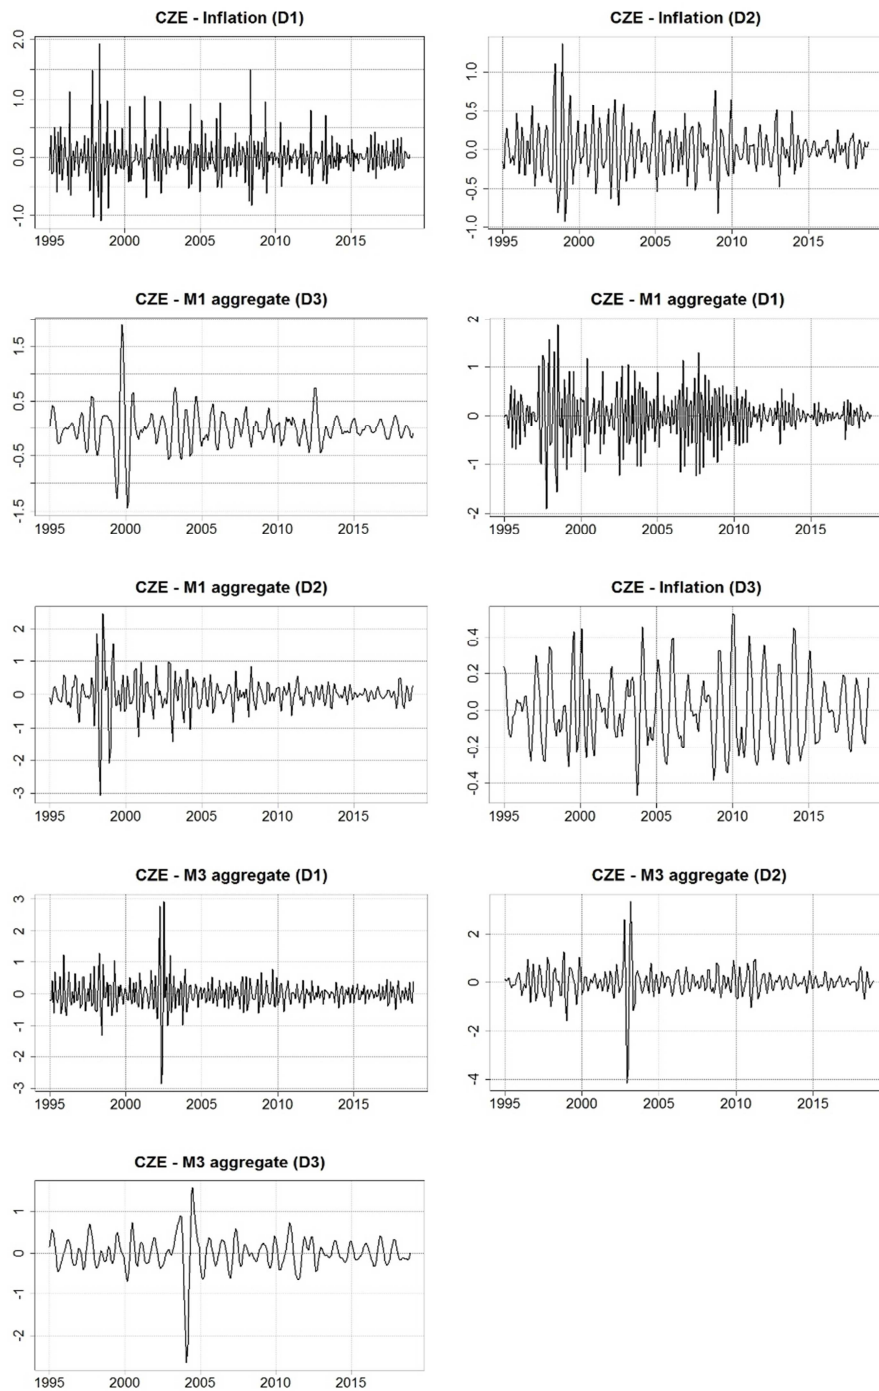 CZE - Inflation (D1)
2.0
1.0
0.0
-1.0
1995 2000 2005 2010 2015
CZE - Inflation (D2)
1.0
0.5
0.0
-0.5
-1.0
1995 2000 2005 2010 2015
CZE - M1 aggregate (D3)
1.5
0.5
-0.5
-1.5
1995 2000 2005 2010 2015
CZE - M1 aggregate (D1)
2
1
0
-1
-2
1995 2000 2005 2010 2015
CZE - M1 aggregate (D2)
2
1
0
-1
-2
-3
1995 2000 2005 2010 2015
CZE - Inflation (D3)
0.4
0.2
0.0
-0.2
-0.4
1995 2000 2005 2010 2015
CZE - M3 aggregate (D1)
3
2
1
0
-1
-2
-3
1995 2000 2005 2010 2015
CZE - M3 aggregate (D2)
2
0
-2
-4
1995 2000 2005 2010 2015
CZE - M3 aggregate (D3)
1
0
-1
-2
1995 2000 2005 2010 2015